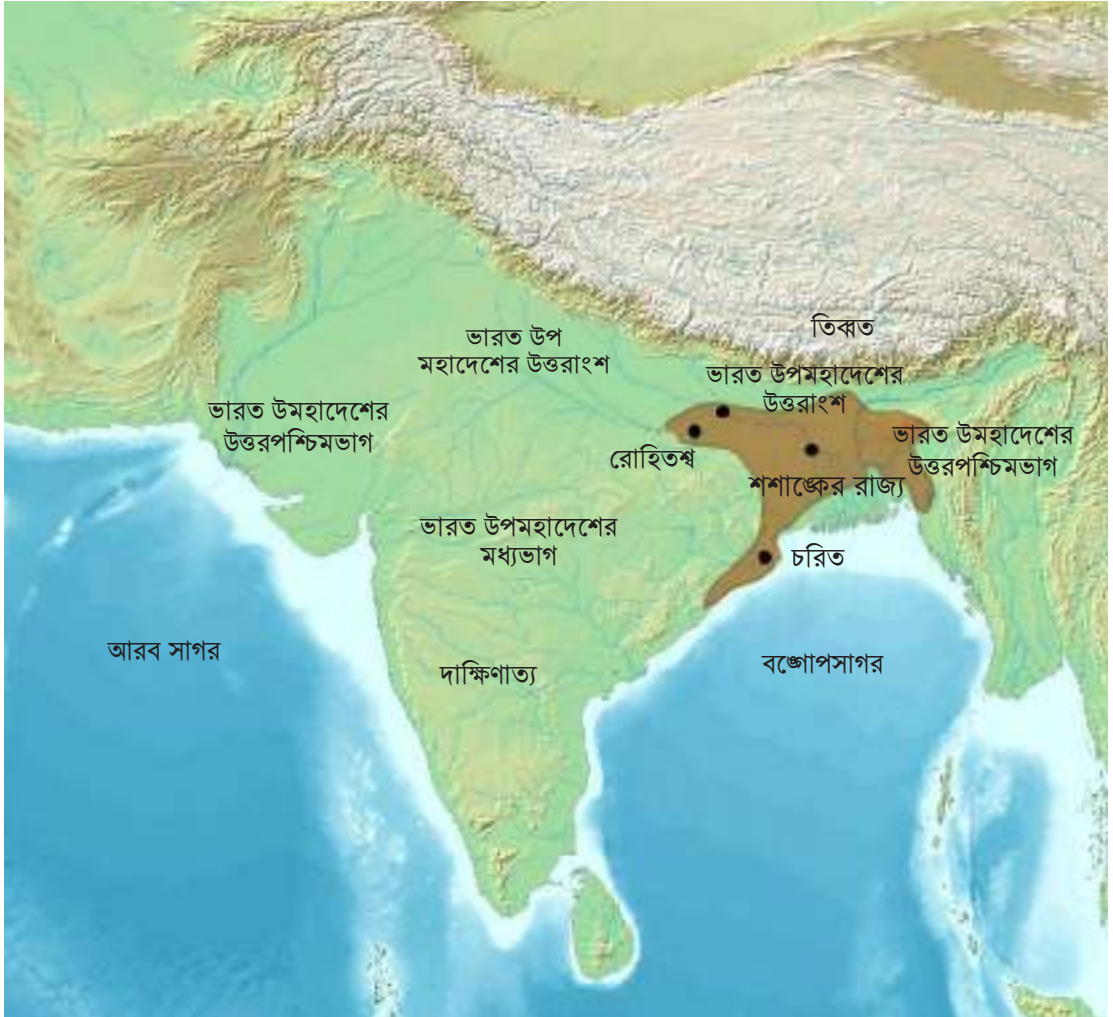 তিব্বত
ভারত উপ
মহাদেশের উত্তরাংশ
ভারত উপমহাদেশের
উত্তরাংশ
ভারত উমহাদেশের
উত্তরপশ্চিমভাগ
ভারত উমহাদেশের
উত্তরপশ্চিমভাগ
রোহিতশ্ব
শশাঙ্কের রাজ্য
ভারত উপমহাদেশের
মধ্যভাগ
চরিত
আরব সাগর
দাক্ষিণাত্য
বঙ্গোপসাগর